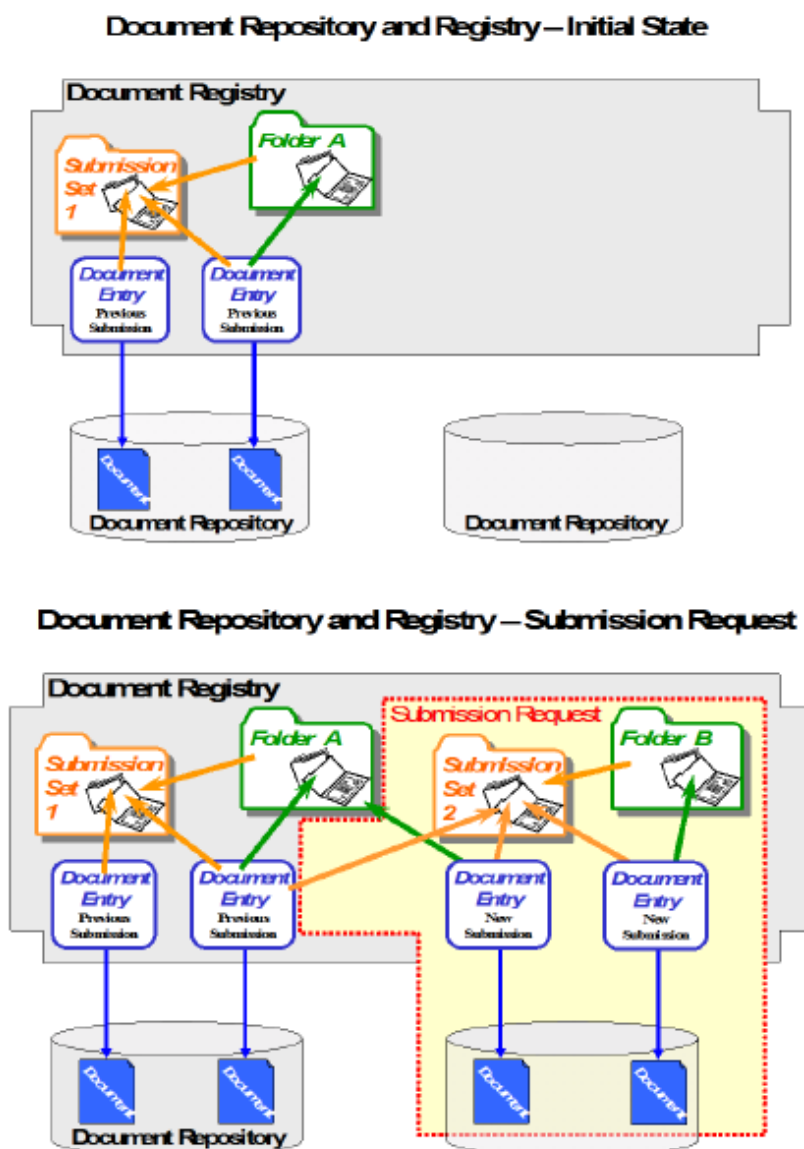 Document Repository and Registry – Initial State
Document Registry
Submission
Set
1
Folder A
Document
Entry
Previous
Submission
Document
Entry
Previous
Submission
Document
Document
Document Repository
Document Repository
Document Repository and Registry – Submission Request
Document Registry
Submission Request
Submission
Set
1
Folder A
Submission
Set
2
Folder B
Document
Entry
Previous
Submission
Document
Entry
Previous
Submission
Document
Entry
New
Submission
Document
Entry
New
Submission
Document
Document
Document
Document
Document Repository